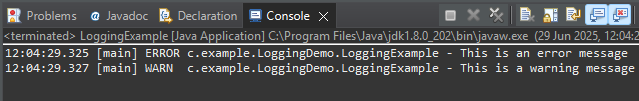 Problems Javadoc Declaration Console
<terminated> LoggingExample [Java Application] C:\Program Files\Java\jdk1.8.0_202\bin\javaw.exe (29 Jun 2025, 12:04:2
12:04:29.325 [main] ERROR c.example.LoggingDemo.LoggingExample - This is an error message
12:04:29.327 [main] WARN  c.example.LoggingDemo.LoggingExample - This is a warning message